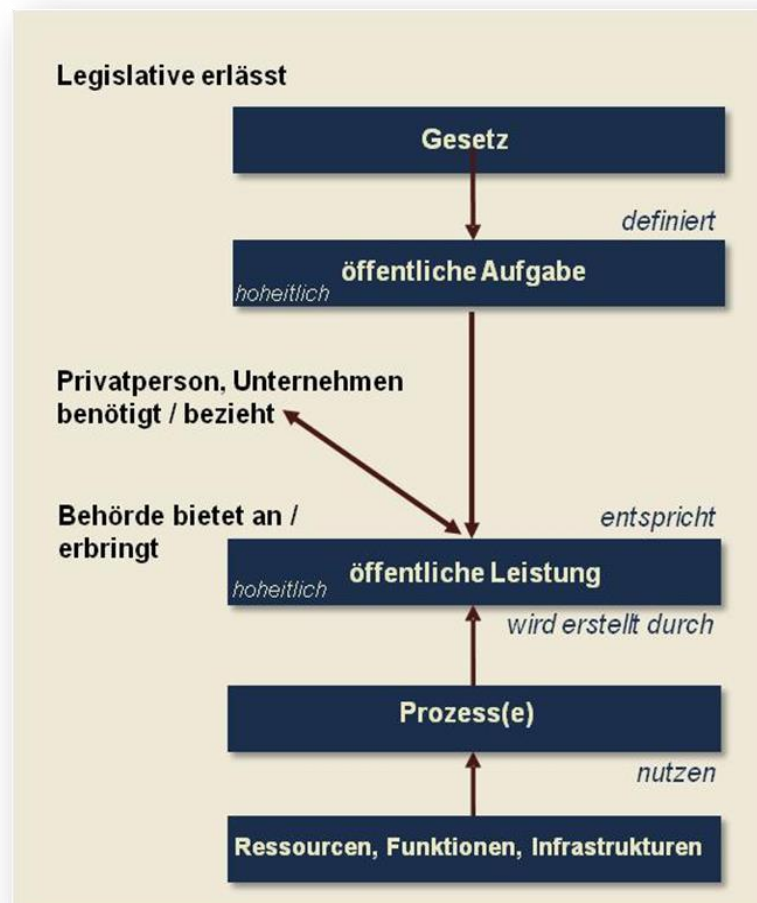 Legislative erlässt
Gesetz
definiert
öffentliche Aufgabe
hoheitlich
Privatperson, Unternehmen
benötigt / bezieht
Behörde bietet an /
erbringt
entspricht
öffentliche Leistung
hoheitlich
wird erstellt durch
Prozess(e)
nutzen
Ressourcen, Funktionen, Infrastrukturen